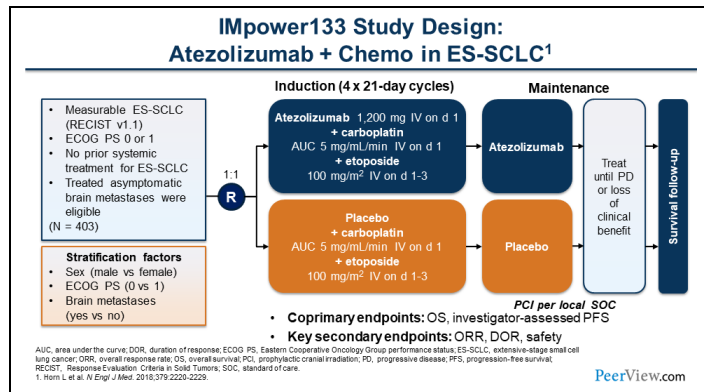 IMpower133 Study Design:
Atezolizumab + Chemo in ES-SCLC¹
Induction (4 x 21-day cycles)
Maintenance
• Measurable ES-SCLC
(RECIST v1.1)
• ECOG PS 0 or 1
• No prior systemic
treatment for ES-SCLC
• Treated asymptomatic
brain metastases were
eligible
(N = 403)
Stratification factors
• Sex (male vs female)
• ECOG PS (0 vs 1)
• Brain metastases
(yes vs no)
1:1
R
Atezolizumab 1,200 mg IV on d 1
+ carboplatin
AUC 5 mg/mL/min IV on d 1
+ etoposide
100 mg/m² IV on d 1-3
Atezolizumab
Placebo
+ carboplatin
AUC 5 mg/mL/min IV on d 1
+ etoposide
100 mg/m² IV on d 1-3
Placebo
Treat
until PD
or loss
of
clinical
benefit
Survival follow-up
PCI per local SOC
• Coprimary endpoints: OS, investigator-assessed PFS
• Key secondary endpoints: ORR, DOR, safety
AUC, area under the curve; DOR, duration of response; ECOG PS, Eastern Cooperative Oncology Group performance status; ES-SCLC, extensive-stage small cell
lung cancer; ORR, overall response rate; OS, overall survival; PCI, prophylactic cranial irradiation; PD, progressive disease; PFS, progression-free survival;
RECIST, Response Evaluation Criteria in Solid Tumors; SOC, standard of care.
1. Horn L et al. N Engl J Med. 2018;379:2220-2229.
PeerView.com